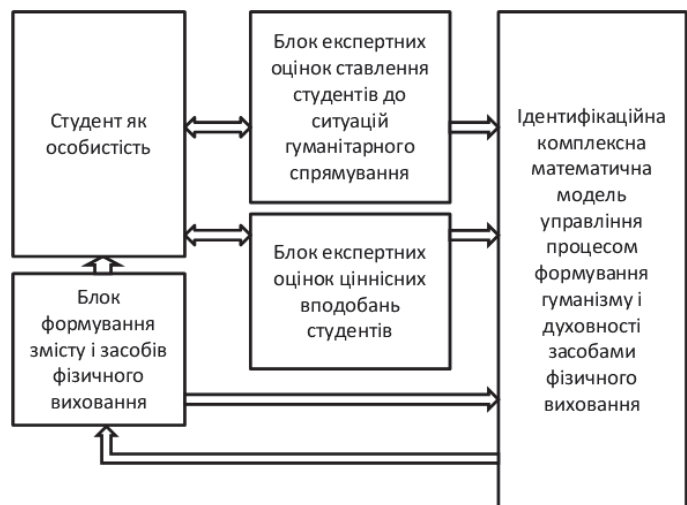 Студент як
особистість
Блок експертних
оцінок ставлення
студентів до
ситуацій
гуманітарного
спрямування
Блок експертних
оцінок ціннісних
вподобань
студентів
Блок
формування
змісту і засобів
фізичного
виховання
Ідентифікаційна
комплексна
математична
модель
управління
процесом
формування
гуманізму і
духовності
засобами
фізичного
виховання